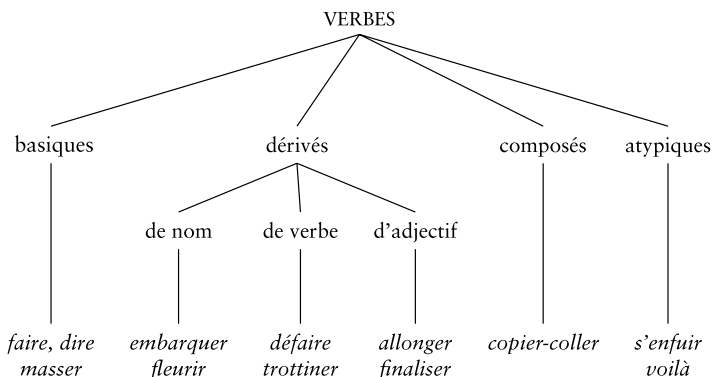 VERBES
basiques dérivés composés atypiques
de nom de verbe d'adjectif
faire, dire embarquer défaire allonger copier-coller s'enfuir
masser fleurir trottiner finaliser voilà